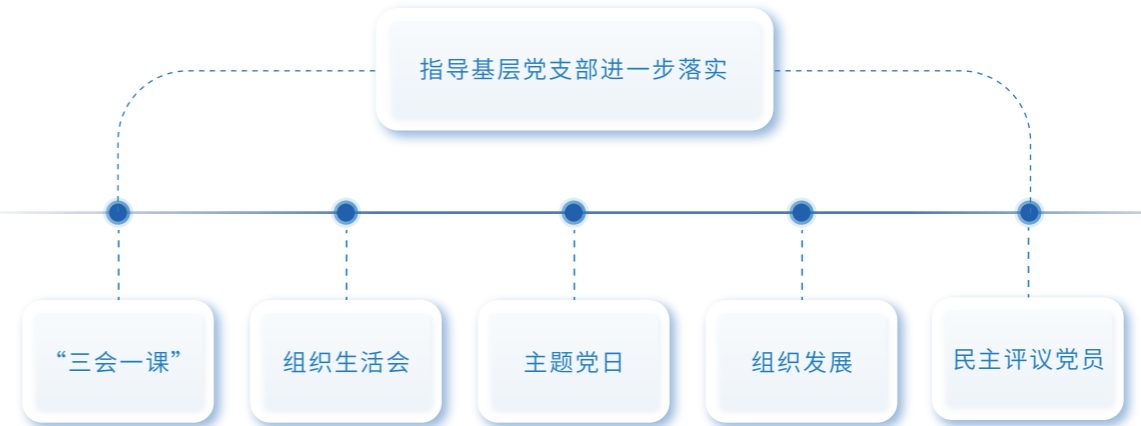 指导基层党支部进一步落实
“三会一课”
组织生活会
主题党日
组织发展
民主评议党员